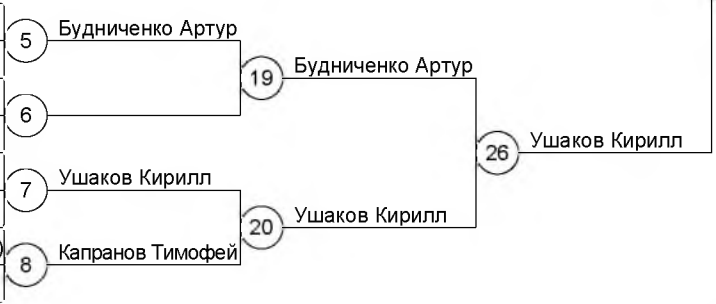 5 Будниченко Артур
19 Будниченко Артур
6
26 Ушаков Кирилл
7 Ушаков Кирилл
20 Ушаков Кирилл
8 Капранов Тимофей